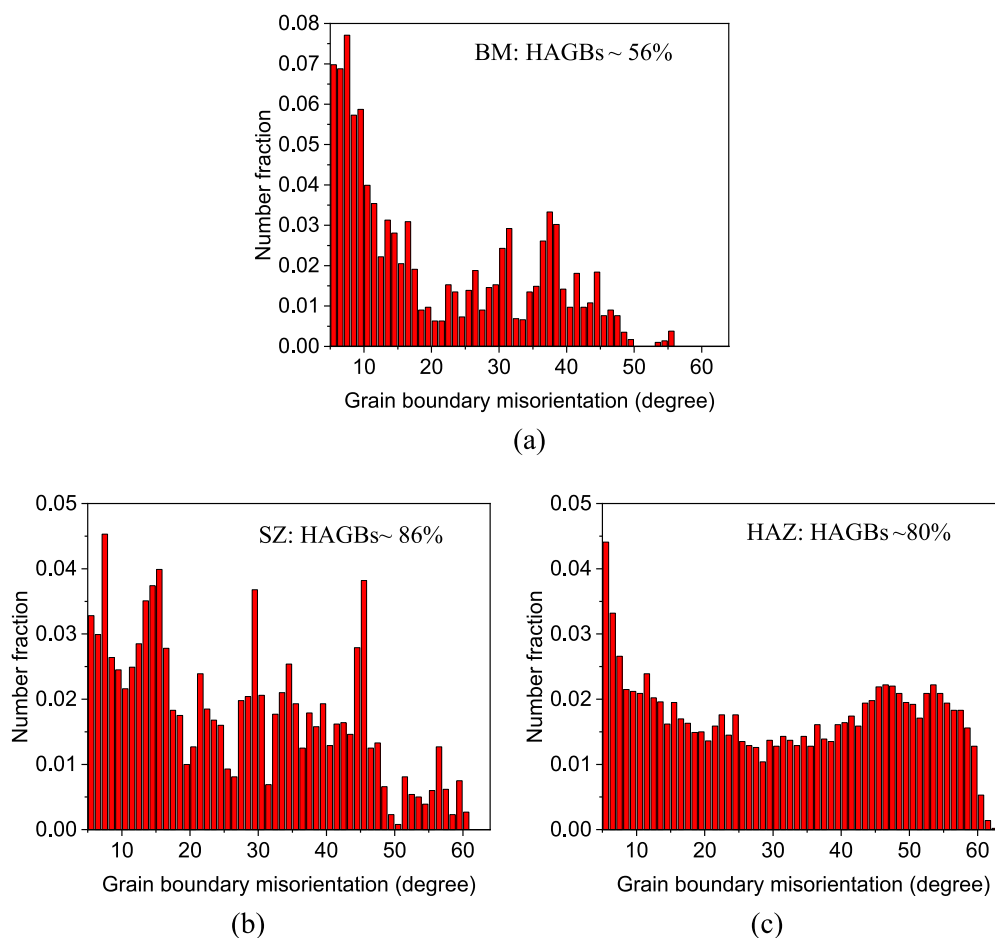 0.08
0.07
0.06
0.05
0.04
0.03
0.02
0.01
0.00
Number fraction
BM: HAGBs ~ 56%
10 20 30 40 50 60
Grain boundary misorientation (degree)
(a)
0.05
0.04
0.03
0.02
0.01
0.00
Number fraction
SZ: HAGBs~ 86%
10 20 30 40 50 60
Grain boundary misorientation (degree)
(b)
0.05
0.04
0.03
0.02
0.01
0.00
Number fraction
HAZ: HAGBs ~80%
10 20 30 40 50 60
Grain boundary misorientation (degree)
(c)